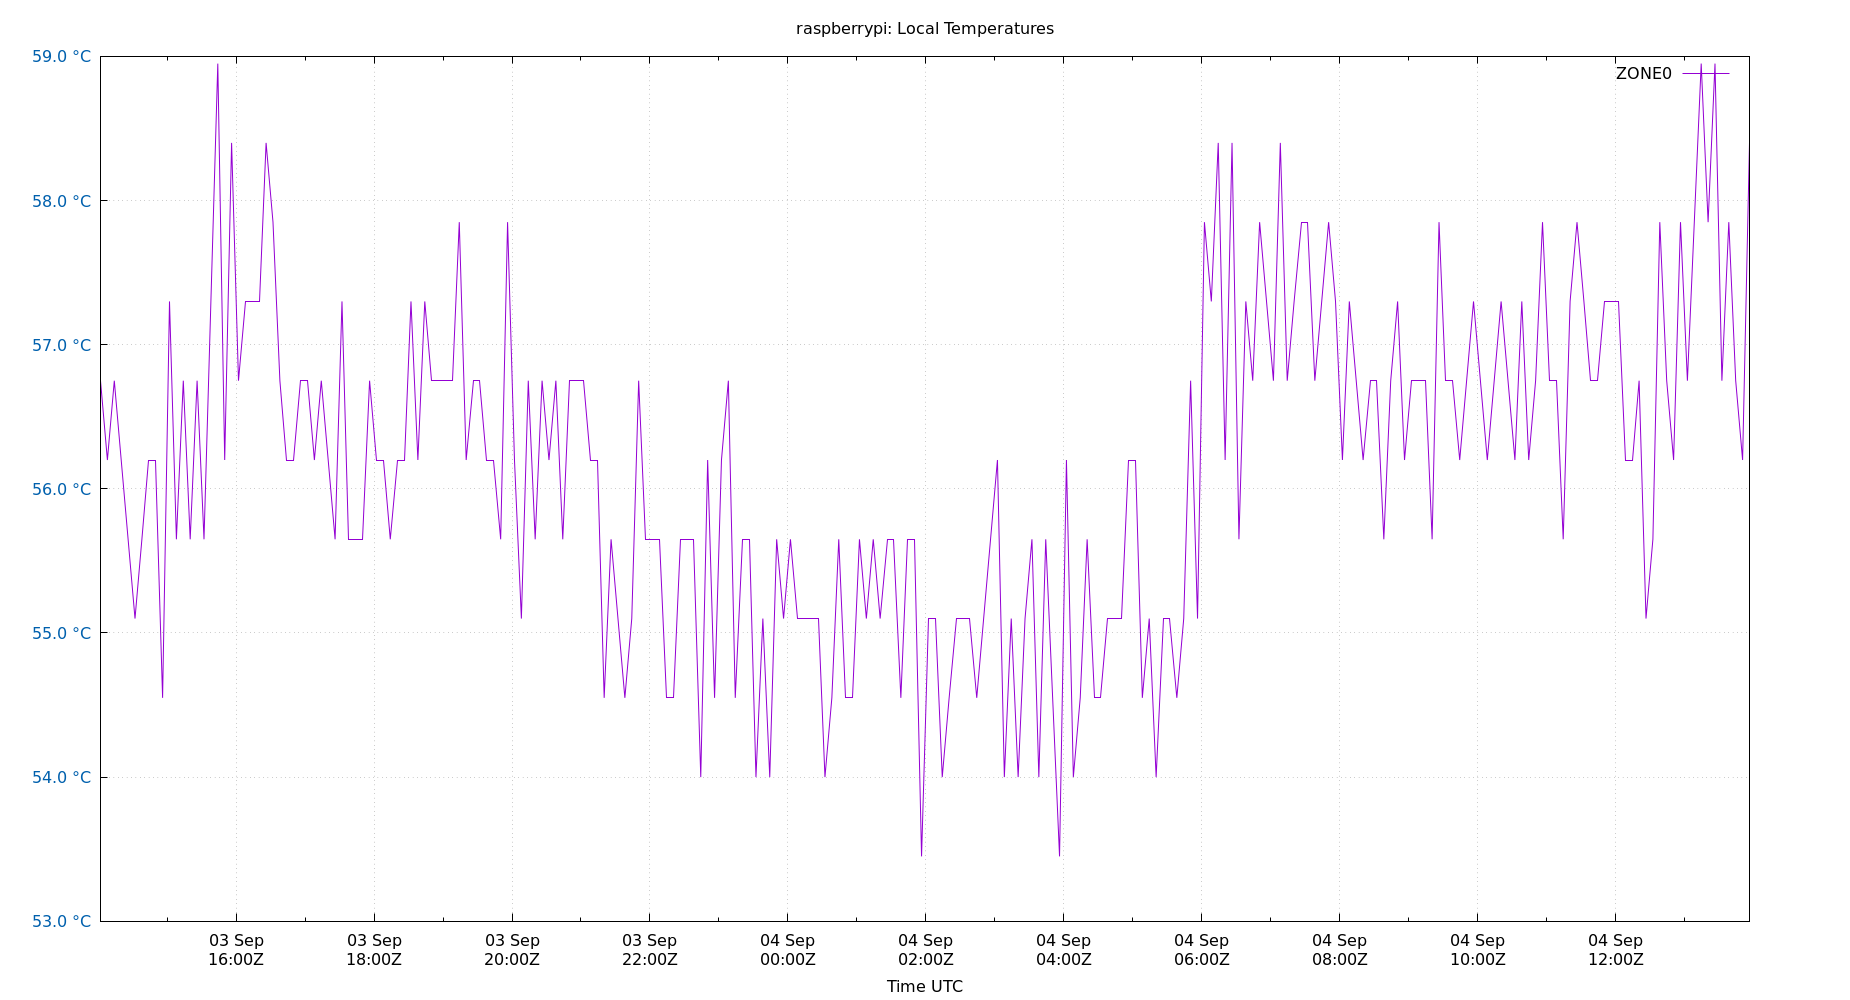 raspberrypi: Local Temperatures
59.0 °C
58.0 °C
57.0 °C
56.0 °C
55.0 °C
54.0 °C
53.0 °C
ZONE0
03 Sep
16:00Z
03 Sep
18:00Z
03 Sep
20:00Z
03 Sep
22:00Z
04 Sep
00:00Z
04 Sep
02:00Z
04 Sep
04:00Z
04 Sep
06:00Z
04 Sep
08:00Z
04 Sep
10:00Z
04 Sep
12:00Z
Time UTC